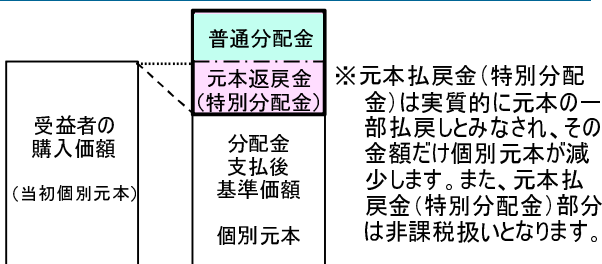 普通分配金
元本返戻金
(特別分配金)
受益者の
購入価額
(当初個別元本)
分配金
支払後
基準価額
個別元本
※元本払戻金(特別分配
金)は実質的に元本の一
部払戻しとみなされ、その
金額だけ個別元本が減
少します。また、元本払
戻金(特別分配金)部分
は非課税扱いとなります。